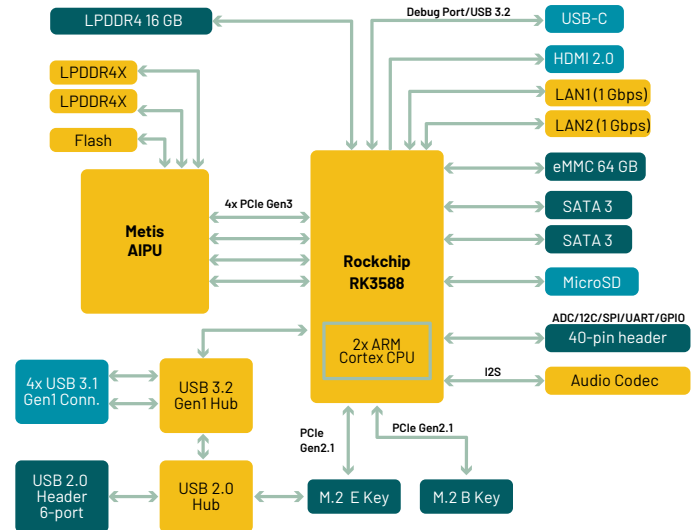 LPDDR4 16 GB
Debug Port/USB 3.2
USB-C
HDMI 2.0
LPDDR4X
LPDDR4X
Flash
LAN1 (1 Gbps)
LAN2 (1 Gbps)
eMMC 64 GB
SATA 3
SATA 3
MicroSD
Metis
AIPU
4x PCIe Gen3
Rockchip
RK3588
2x ARM
Cortex CPU
ADC/12C/SPI/UART/GPIO
40-pin header
I2S
Audio Codec
4x USB 3.1
Gen1 Conn.
USB 3.2
Gen1 Hub
PCIe
Gen2.1
PCIe Gen2.1
USB 2.0
Header
6-port
USB 2.0
Hub
M.2 E Key
M.2 B Key